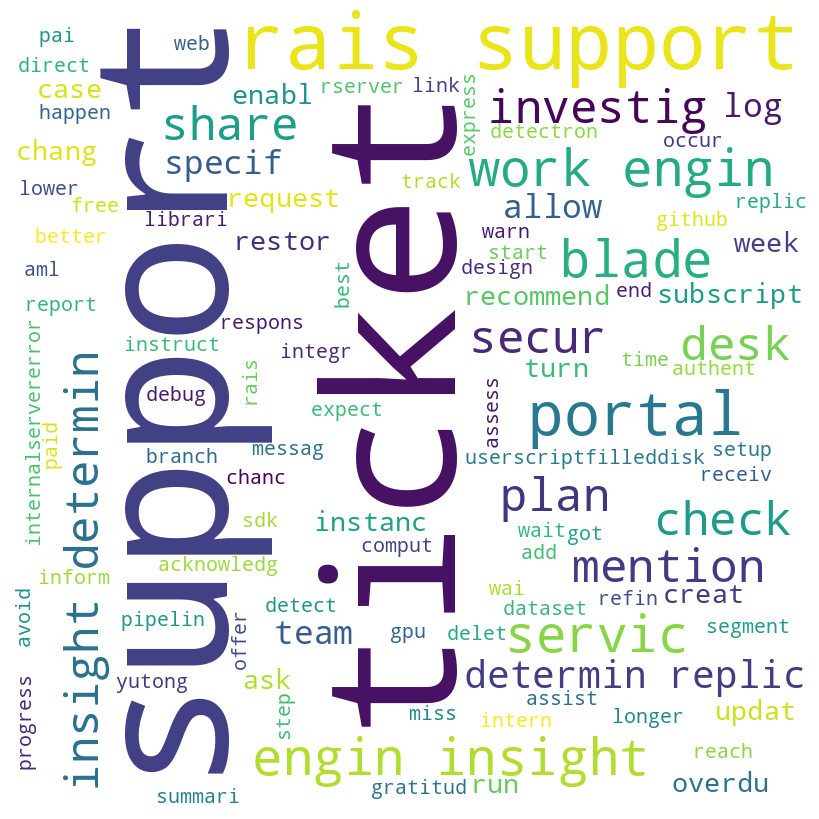 rais support
pai
web
direct
case
happen
enabl
rserver
link
express
investig
log
share
detectron
occur
chang
specif
work engin
lower
free
request
track
allow
replic
librari
github
better
restor
warn
week
start
blade
aml
design
best
recommend
end
subscript
report
respons
secur
desk
instruct
integr
turn
time
authent
support
ticket
internalservererror
insight determin
debug
rais
expect
assess
portal
paid
branch
messag
userscriptfilleddisk
setup
chanc
receiv
plan
sdk
instanc
wait
got
check
acknowledg
comput
add
inform
mention
avoid
wai
pipelin
detect
dataset
refin
creat
offer
team
gpu
delet
servic
segment
yutong
ask
determin replic
progress
step
miss
assist
intern
longer
updat
engin insight
reach
summari
gratitud
run
overdu